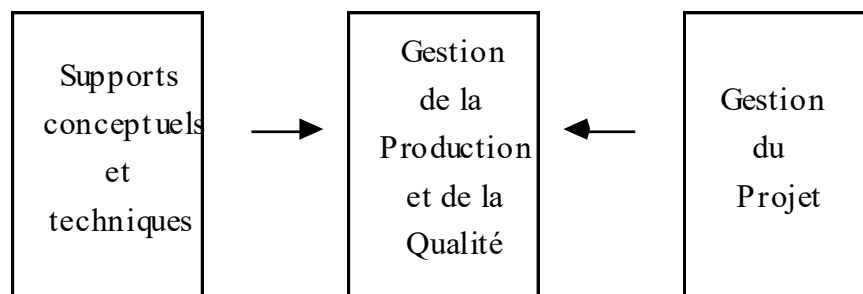 Supports
conceptuels
et
techniques
Gestion
de la
Production
et de la
Qualité
Gestion
du
Projet